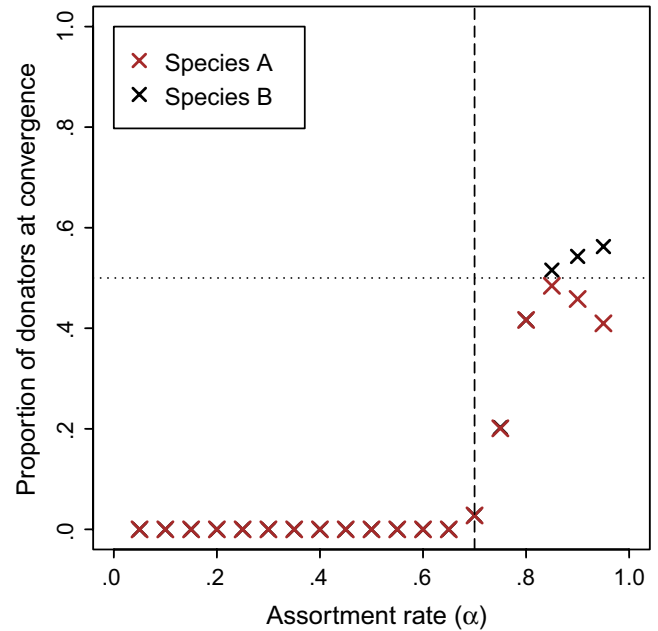 Species A
Species B
Proportion of donators at convergence
1.0
.8
.6
.4
.2
.0
.0 .2 .4 .6 .8 1.0
Assortment rate (α)